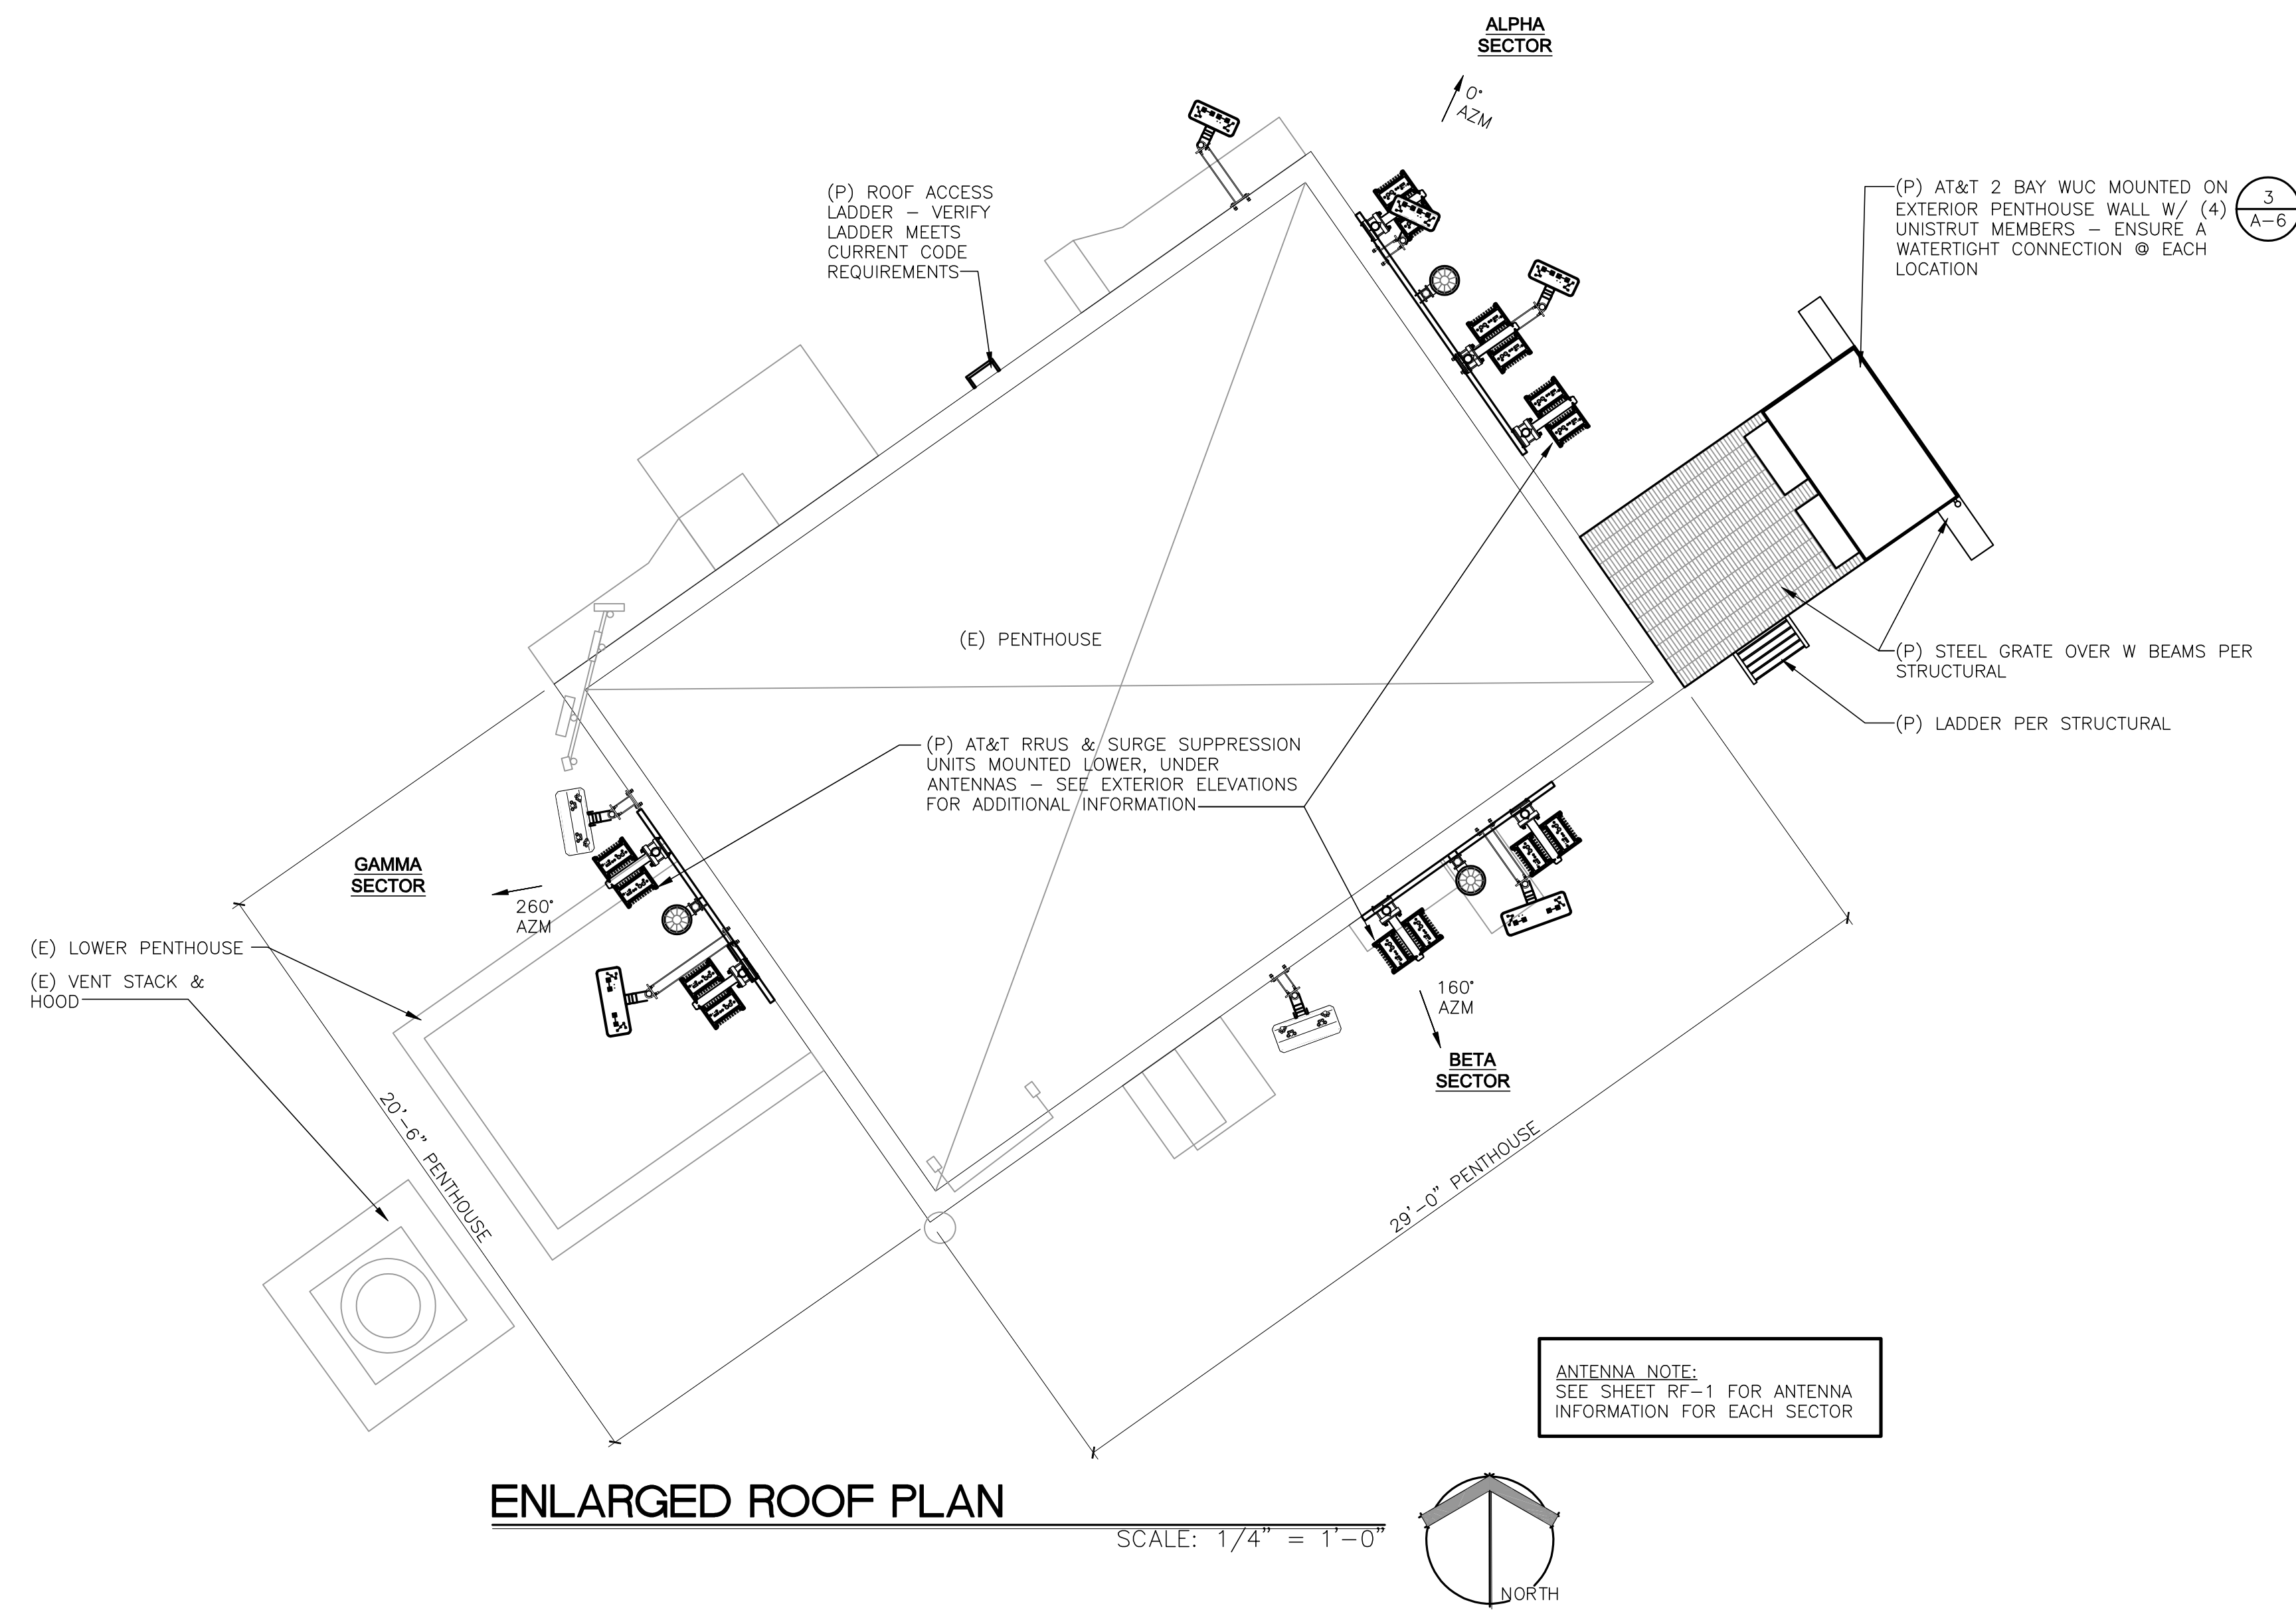 ALPHA
SECTOR
0°
AZM
(P) ROOF ACCESS
LADDER – VERIFY
LADDER MEETS
CURRENT CODE
REQUIREMENTS
(P) AT&T 2 BAY WUC MOUNTED ON
EXTERIOR PENTHOUSE WALL W/ (4)
UNISTRUT MEMBERS – ENSURE A
WATERTIGHT CONNECTION @ EACH
LOCATION
3
A–6
(E) PENTHOUSE
(P) STEEL GRATE OVER W BEAMS PER
STRUCTURAL
(P) LADDER PER STRUCTURAL
(P) AT&T RRUS & SURGE SUPPRESSION
UNITS MOUNTED LOWER, UNDER
ANTENNAS – SEE EXTERIOR ELEVATIONS
FOR ADDITIONAL INFORMATION
GAMMA
SECTOR
260°
AZM
(E) LOWER PENTHOUSE
(E) VENT STACK &
HOOD
160°
AZM
BETA
SECTOR
20'–6" PENTHOUSE
29'–0" PENTHOUSE
ANTENNA NOTE:
SEE SHEET RF–1 FOR ANTENNA
INFORMATION FOR EACH SECTOR
ENLARGED ROOF PLAN
SCALE: 1/4" = 1'–0"
NORTH